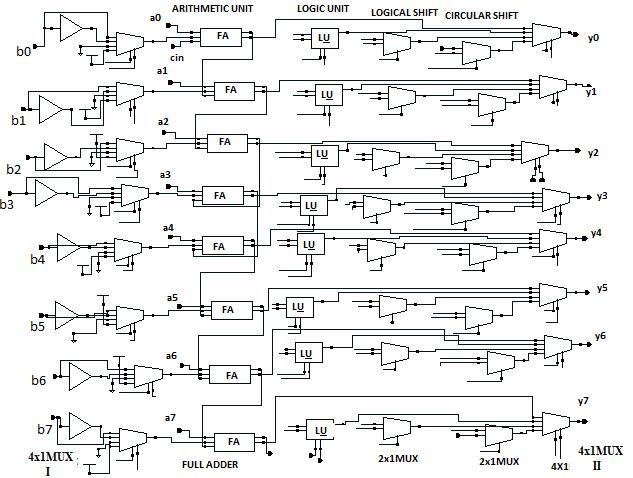 ARITHMETIC UNIT LOGIC UNIT LOGICAL SHIFT CIRCULAR SHIFT
a0
b0 FA LU y0
cin
a1
b1 FA LU y1
a2
b2 FA LU y2
a3
b3 FA LU y3
a4
b4 FA LU y4
a5
b5 FA LU y5
a6
b6 FA LU y6
a7 y7
b7 FA LU
4x1MUX I FULL ADDER 2x1MUX 2x1MUX 4X1 4x1MUX II